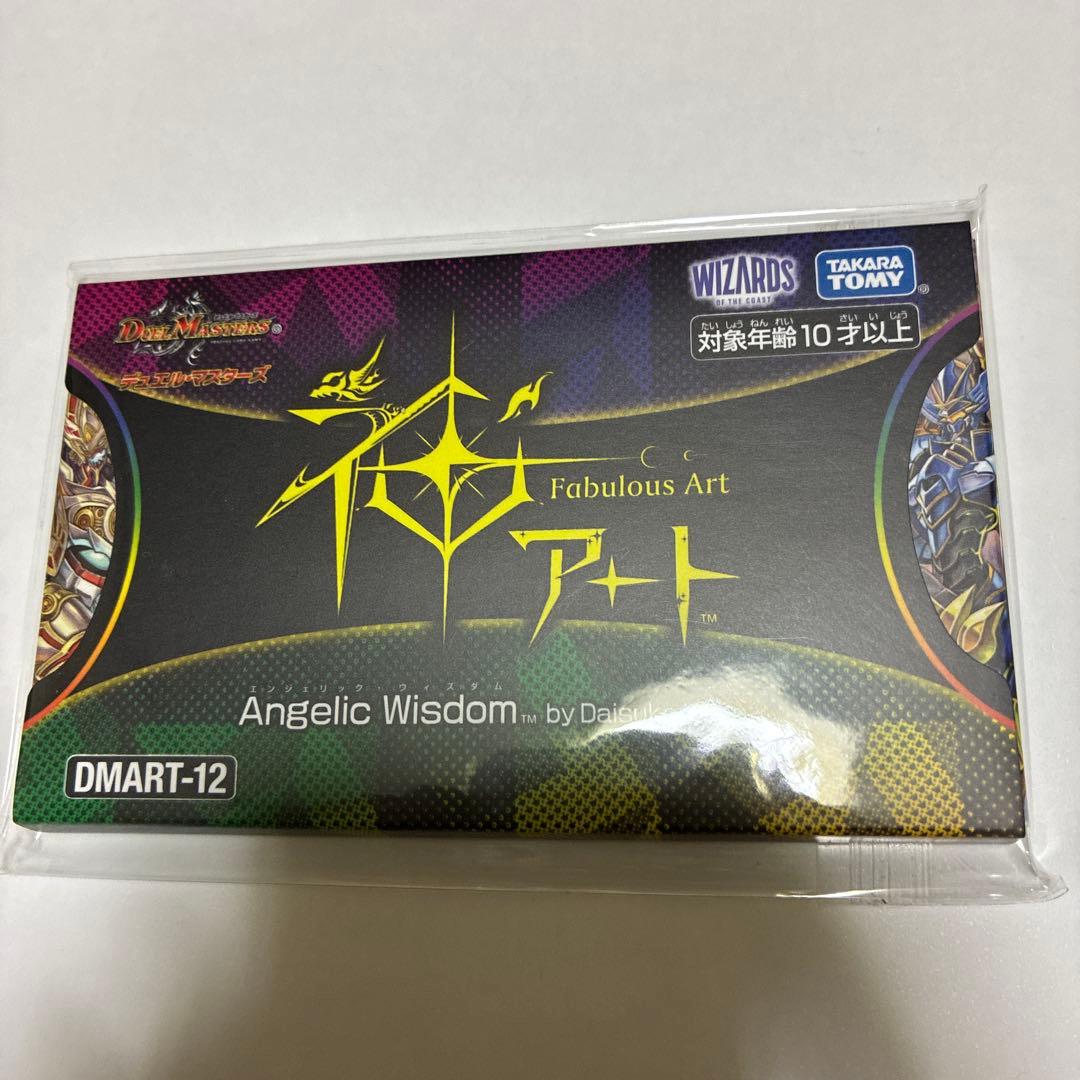 DUEL MASTERS®
デュエル・マスターズ
WIZARDS
OF THE COAST
TAKARA
TOMY®
たいしょうねんれい さいいじょう
対象年齢10才以上
神
Fabulous Art
アート™
エンジェリック・ウィズダム
Angelic Wisdom™ by
DMART-12